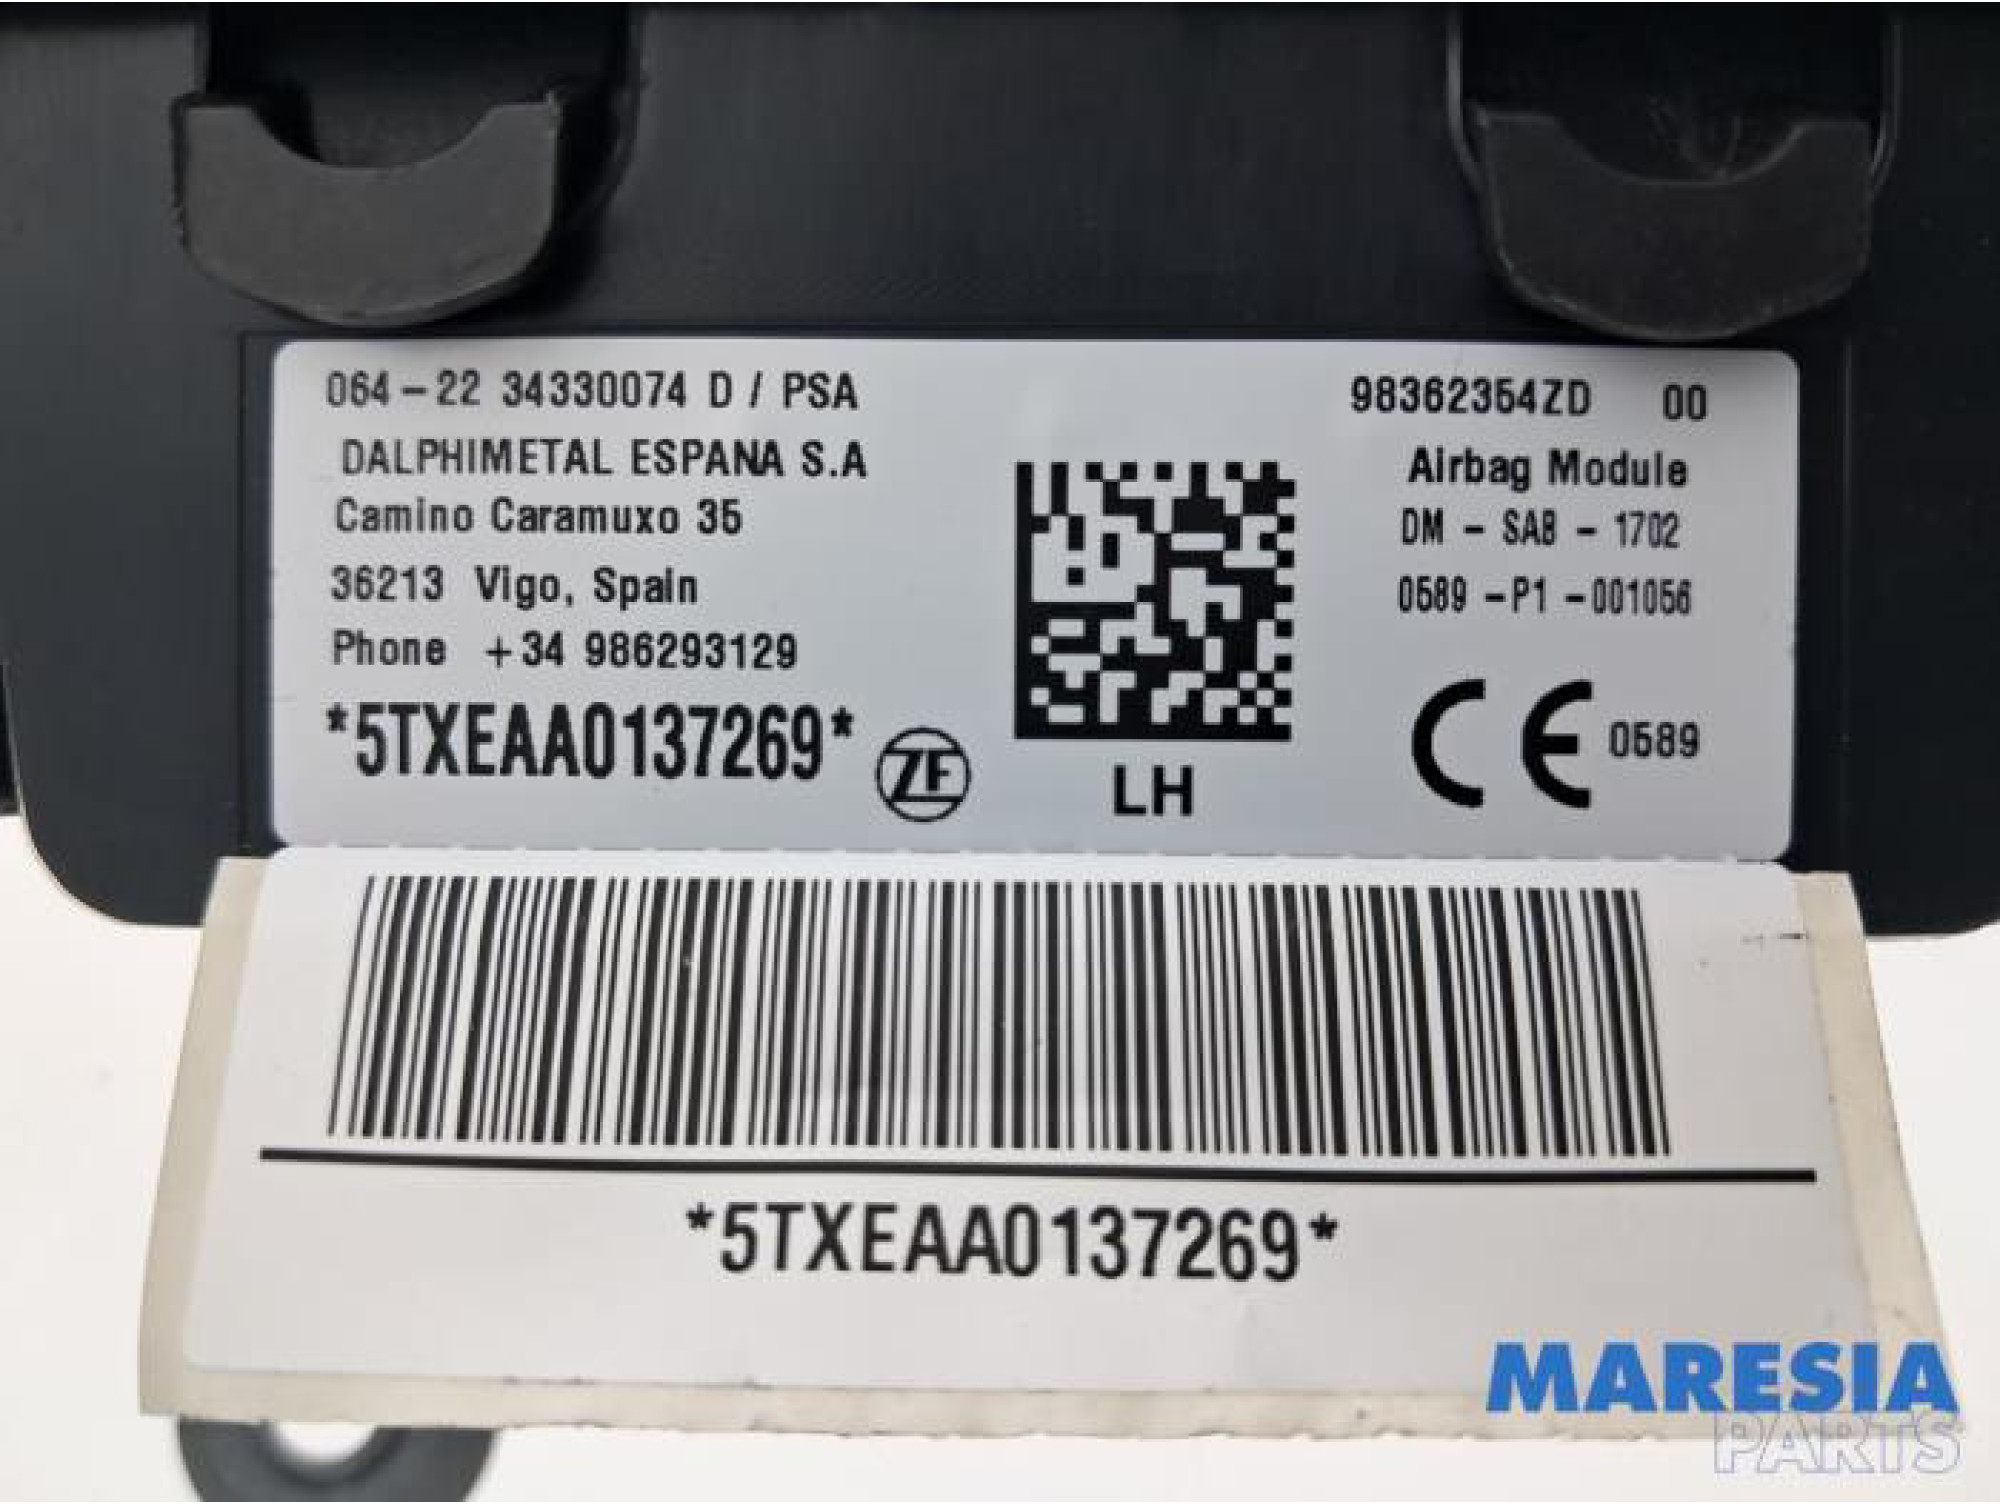 064-22 34330074 D / PSA
DALPHIMETAL ESPANA S.A
Camino Caramuxo 35
36213 Vigo, Spain
Phone +34 986293129
*5TXEAA0137269*
ZF
LH
98362354ZD 00
Airbag Module
DM - SAB - 1702
0589 -P1 -001056
CE 0589
*5TXEAA0137269*
MARESIA
PARTS